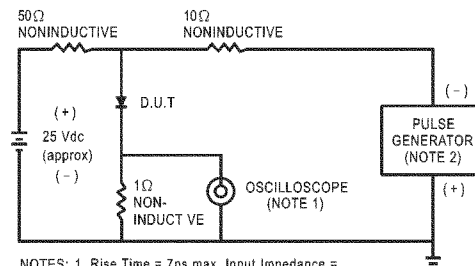 50Ω
NONINDUCTIVE
10Ω
NONINDUCTIVE
(+)
25 Vdc
(approx)
(−)
D.U.T
1Ω
NON-
INDUCT VE
OSCILLOSCOPE
(NOTE 1)
(−)
PULSE
GENERATOR
(NOTE 2)
(+)
NOTES: 1. Rise Time = 7ns max. Input Impedance =